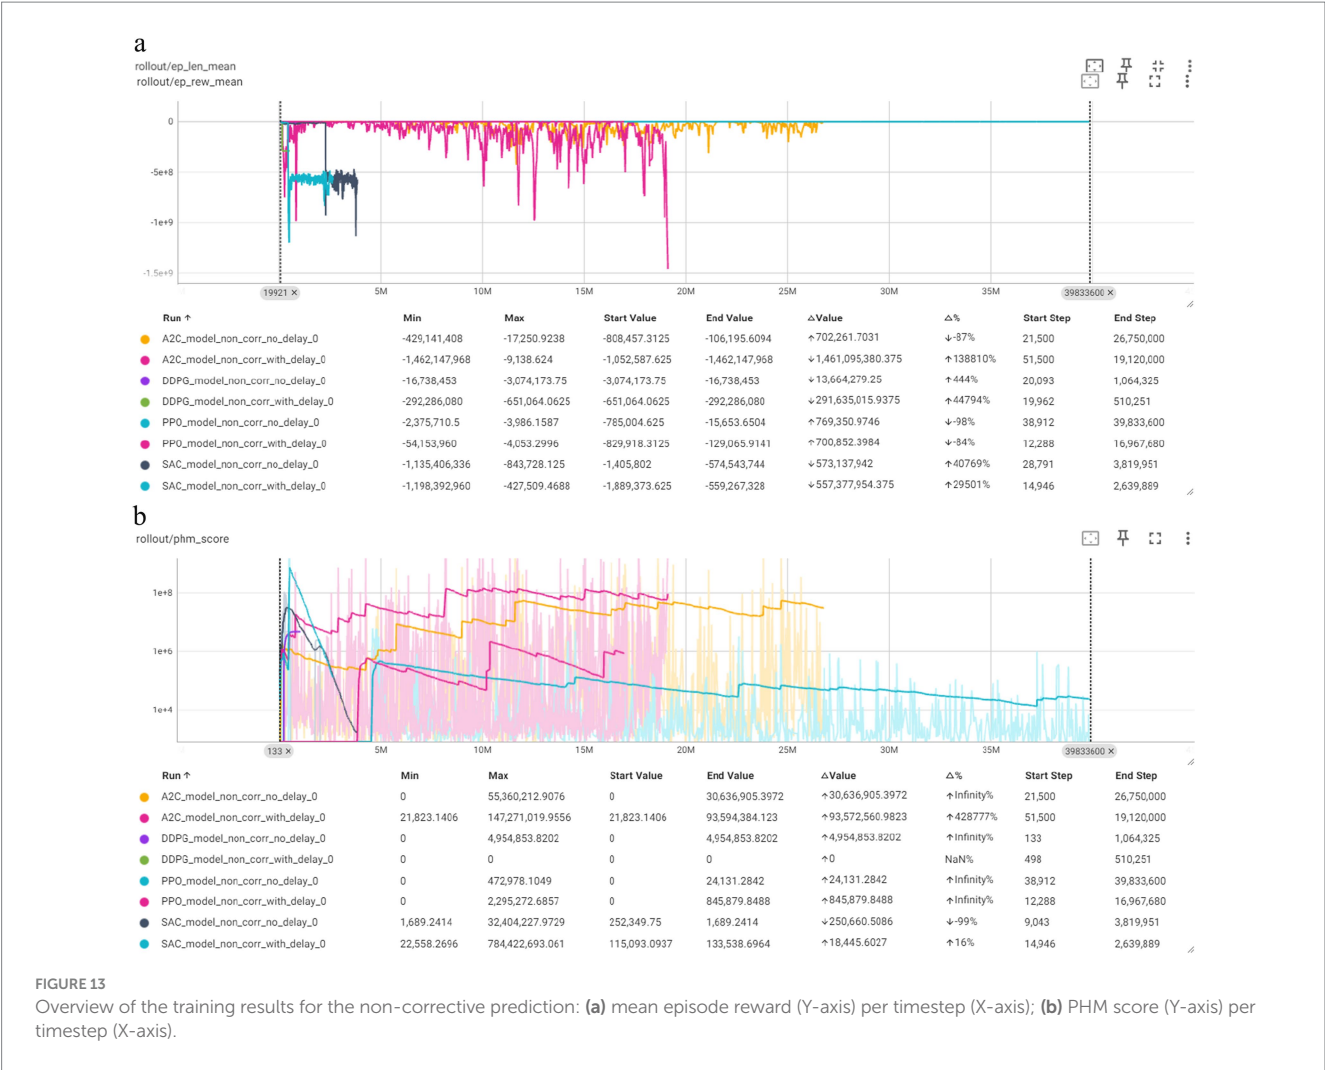 a
rollout/ep_len_mean
rollout/ep_rew_mean
0
-5e+8
-1e+9
-1.5e+9
19921 ×
5M
10M
15M
20M
25M
30M
35M
39833600 ×
Run ↑ Min Max Start Value End Value △Value △% Start Step End Step
A2C_model_non_corr_no_delay_0 -429,141,408 -17,250.9238 -808,457.3125 -106,195.6094 ↑702,261.7031 ↓-87% 21,500 26,750,000
A2C_model_non_corr_with_delay_0 -1,462,147,968 -9,138.624 -1,052,587.625 -1,462,147,968 ↓1,461,095,380.375 ↑138810% 51,500 19,120,000
DDPG_model_non_corr_no_delay_0 -16,738,453 -3,074,173.75 -3,074,173.75 -16,738,453 ↓13,664,279.25 ↑444% 20,093 1,064,325
DDPG_model_non_corr_with_delay_0 -292,286,080 -651,064.0625 -651,064.0625 -292,286,080 ↓291,635,015.9375 ↑44794% 19,962 510,251
PPO_model_non_corr_no_delay_0 -2,375,710.5 -3,986.1587 -785,004.625 -15,653.6504 ↑769,350.9746 ↓-98% 38,912 39,833,600
PPO_model_non_corr_with_delay_0 -54,153,960 -4,053.2996 -829,918.3125 -129,065.9141 ↑700,852.3984 ↓-84% 12,288 16,967,680
SAC_model_non_corr_no_delay_0 -1,135,406,336 -843,728.125 -1,405,802 -574,543,744 ↓573,137,942 ↑40769% 28,791 3,819,951
SAC_model_non_corr_with_delay_0 -1,198,392,960 -427,509.4688 -1,889,373.625 -559,267,328 ↓557,377,954.375 ↑29501% 14,946 2,639,889
b
rollout/phm_score
1e+8
1e+6
1e+4
133 ×
5M
10M
15M
20M
25M
30M
35M
39833600 ×
Run ↑ Min Max Start Value End Value △Value △% Start Step End Step
A2C_model_non_corr_no_delay_0 0 55,360,212.9076 0 30,636,905.3972 ↑30,636,905.3972 ↑Infinity% 21,500 26,750,000
A2C_model_non_corr_with_delay_0 21,823.1406 147,271,019.9556 21,823.1406 93,594,384.123 ↑93,572,560.9823 ↑428777% 51,500 19,120,000
DDPG_model_non_corr_no_delay_0 0 4,954,853.8202 0 4,954,853.8202 ↑4,954,853.8202 ↑Infinity% 133 1,064,325
DDPG_model_non_corr_with_delay_0 0 0 0 0 ↑0 NaN% 498 510,251
PPO_model_non_corr_no_delay_0 0 472,978.1049 0 24,131.2842 ↑24,131.2842 ↑Infinity% 38,912 39,833,600
PPO_model_non_corr_with_delay_0 0 2,295,272.6857 0 845,879.8488 ↑845,879.8488 ↑Infinity% 12,288 16,967,680
SAC_model_non_corr_no_delay_0 1,689.2414 32,404,227.9729 252,349.75 1,689.2414 ↓250,660.5086 ↓-99% 9,043 3,819,951
SAC_model_non_corr_with_delay_0 22,558.2696 784,422,693.061 115,093.0937 133,538.6964 ↑18,445.6027 ↑16% 14,946 2,639,889
FIGURE 13
Overview of the training results for the non-corrective prediction: (a) mean episode reward (Y-axis) per timestep (X-axis); (b) PHM score (Y-axis) per
timestep (X-axis).